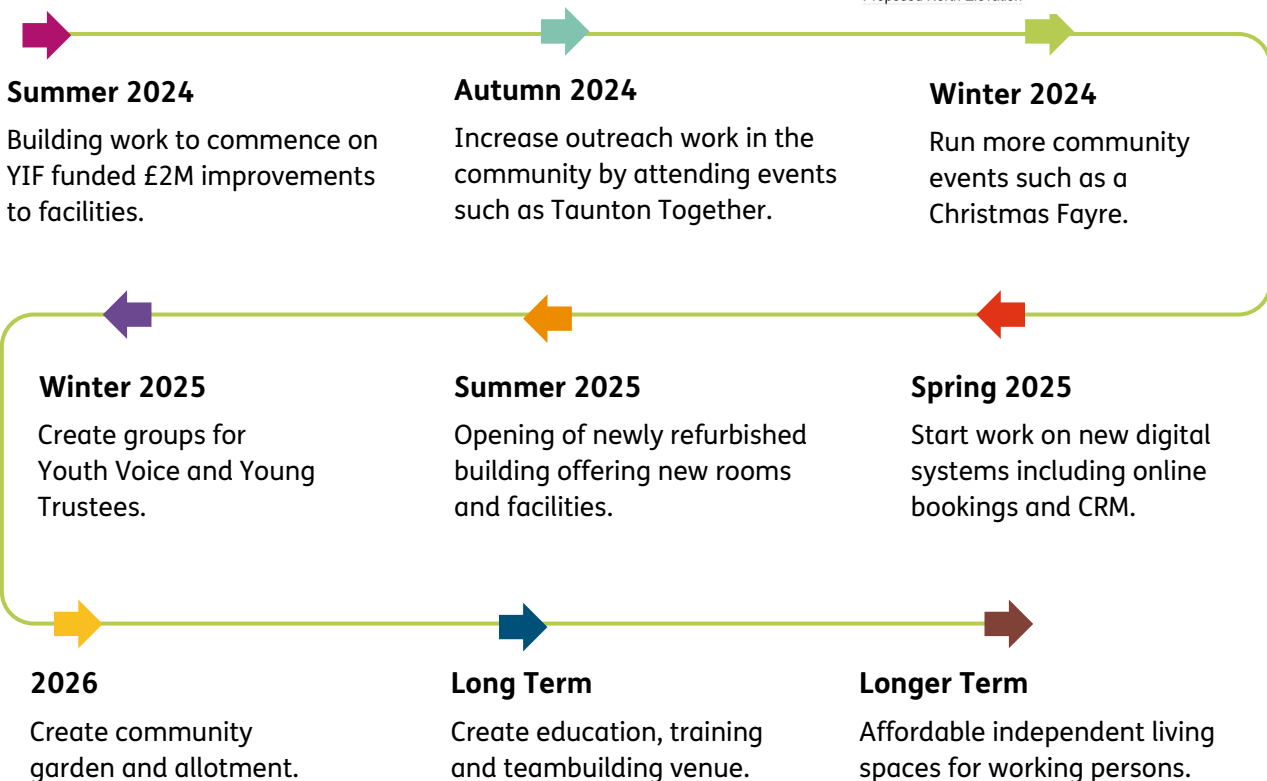 Summer 2024
Building work to commence on
YIF funded £2M improvements
to facilities.
Autumn 2024
Increase outreach work in the
community by attending events
such as Taunton Together.
Winter 2024
Run more community
events such as a
Christmas Fayre.
Spring 2025
Start work on new digital
systems including online
bookings and CRM.
Summer 2025
Opening of newly refurbished
building offering new rooms
and facilities.
Winter 2025
Create groups for
Youth Voice and Young
Trustees.
2026
Create community
garden and allotment.
Long Term
Create education, training
and teambuilding venue.
Longer Term
Affordable independent living
spaces for working persons.